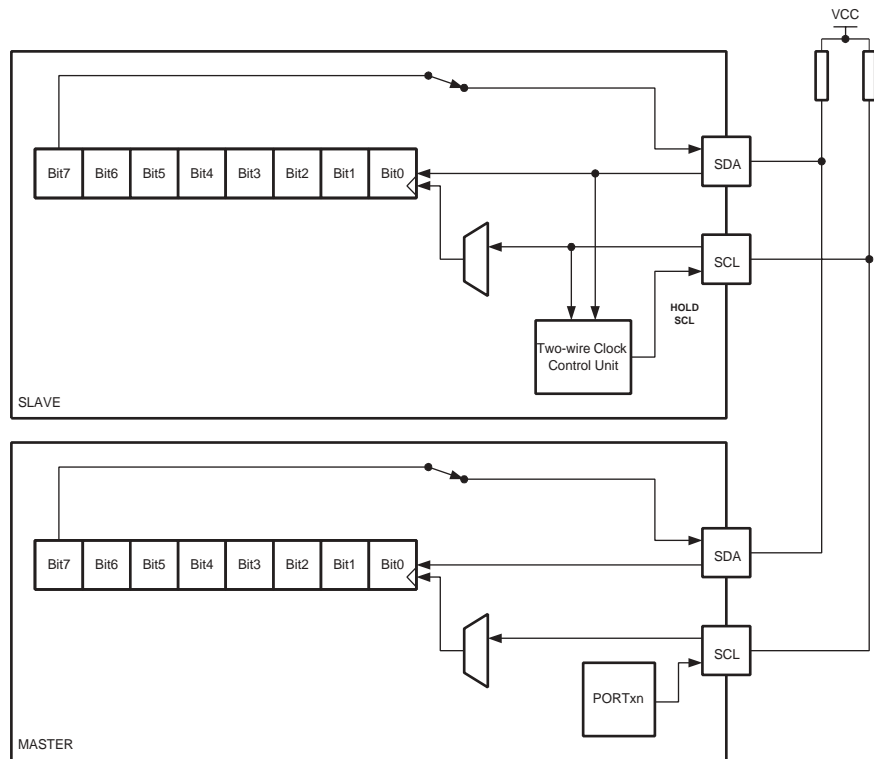 VCC
Bit7 Bit6 Bit5 Bit4 Bit3 Bit2 Bit1 Bit0
SDA
SCL
HOLD
SCL
Two-wire Clock
Control Unit
SLAVE
Bit7 Bit6 Bit5 Bit4 Bit3 Bit2 Bit1 Bit0
SDA
SCL
PORTxn
MASTER